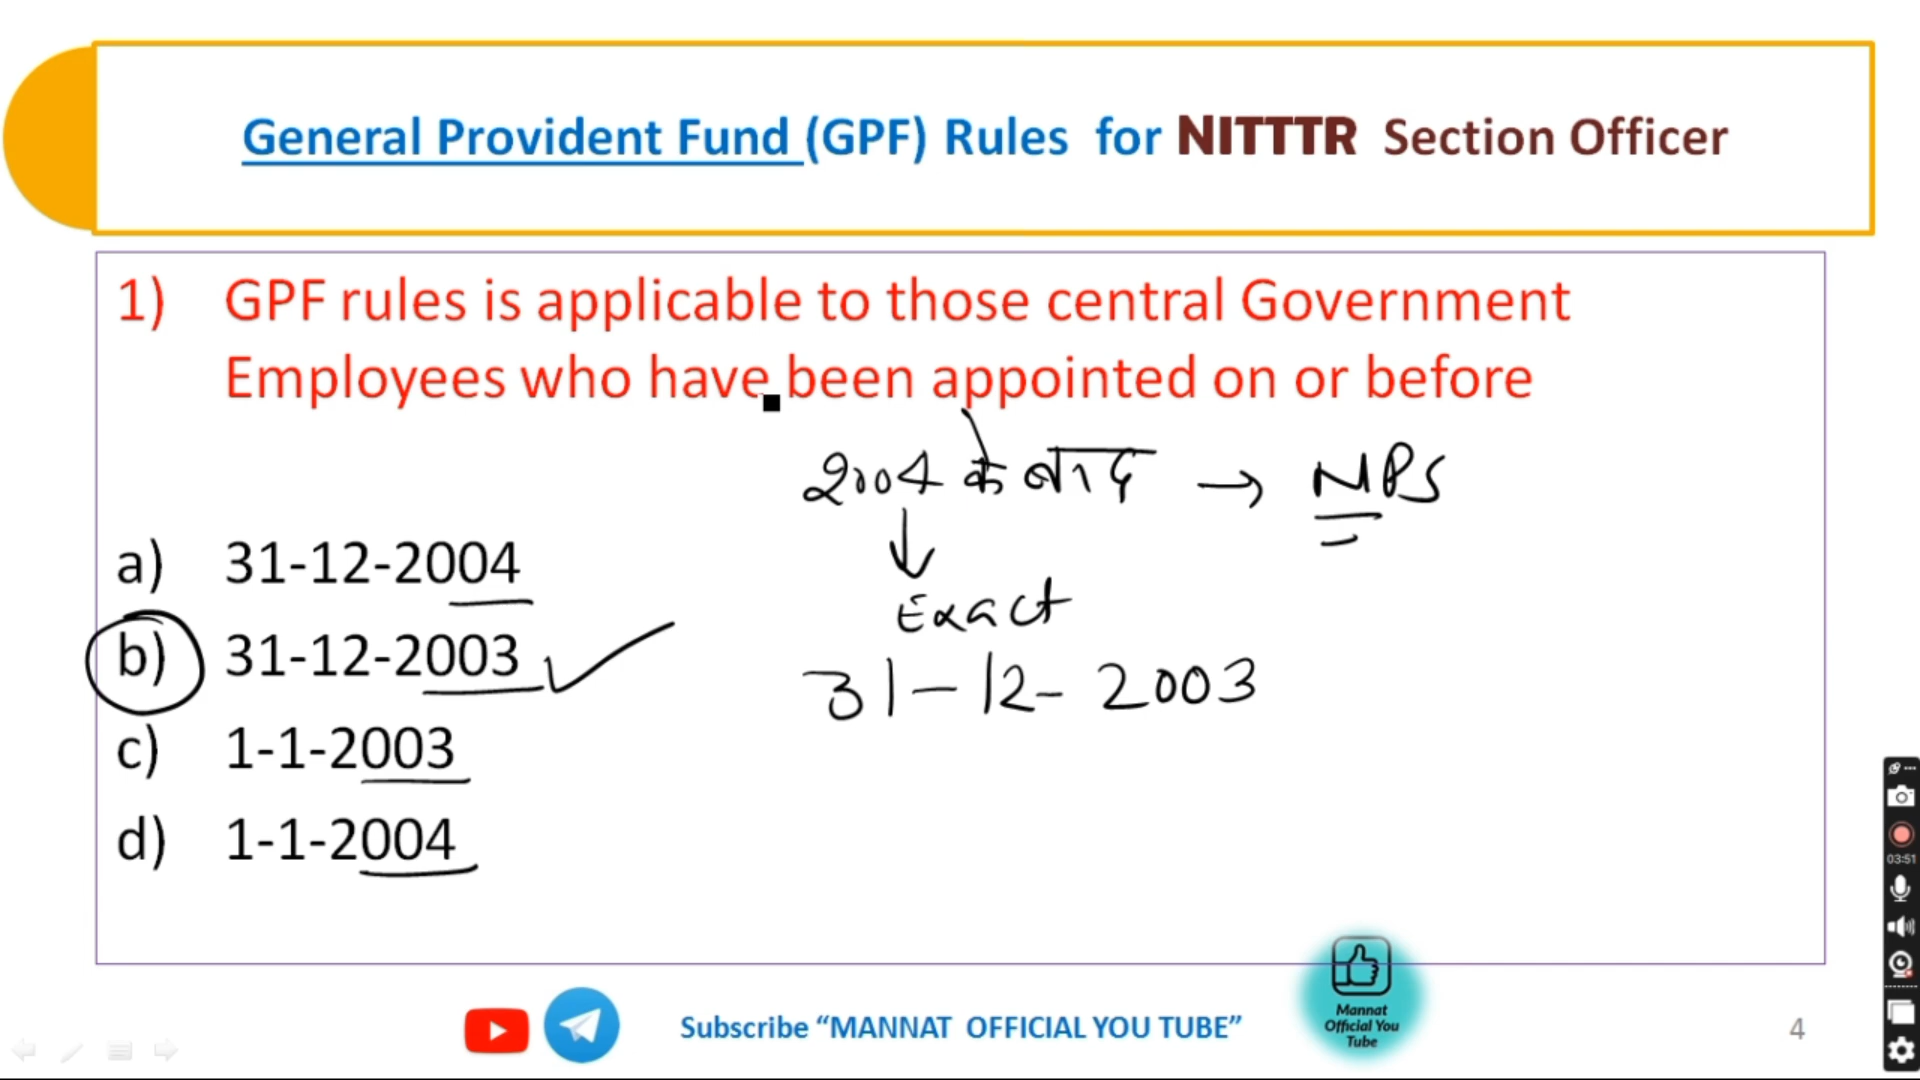 General Provident Fund (GPF) Rules for NITTTR Section Officer
1) GPF rules is applicable to those central Government
Employees who have been appointed on or before
2004 के बाद → NPS
Exact
31-12-2003
a) 31-12-2004
b) 31-12-2003
c) 1-1-2003
d) 1-1-2004
Subscribe “MANNAT OFFICIAL YOU TUBE”
Mannat
Official You
Tube
4
03:51